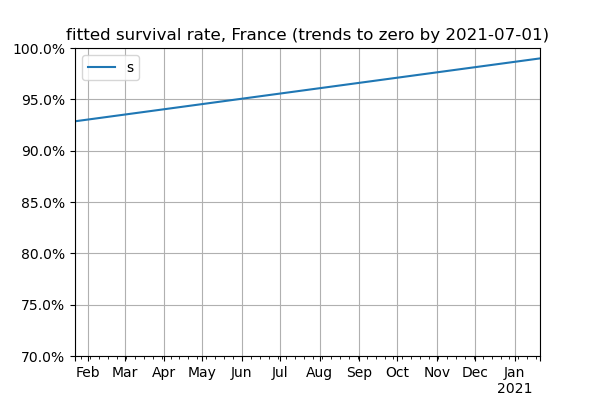 fitted survival rate, France (trends to zero by 2021-07-01)
100.0%
s
95.0%
90.0%
85.0%
80.0%
75.0%
70.0%
Feb Mar Apr May Jun Jul Aug Sep Oct Nov Dec Jan
2021